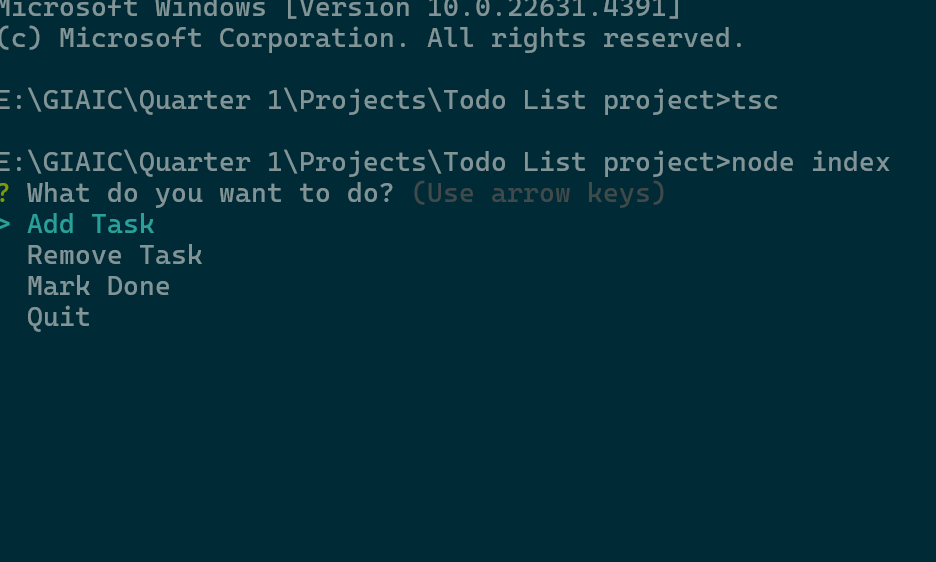 Microsoft Windows [Version 10.0.22631.4391]
(c) Microsoft Corporation. All rights reserved.
E:\GIAIC\Quarter 1\Projects\Todo List project>tsc
E:\GIAIC\Quarter 1\Projects\Todo List project>node index
? What do you want to do? (Use arrow keys)
> Add Task
Remove Task
Mark Done
Quit